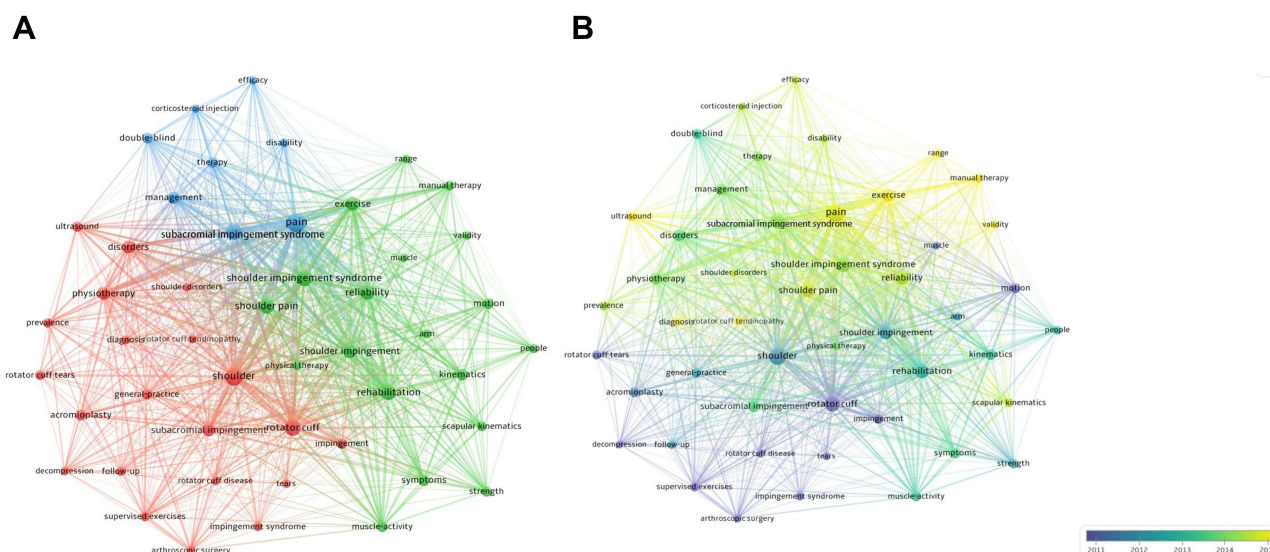 A
B
efficacy
corticosteroid injection
double-blind
disability
therapy
range
manual therapy
management
exercise
pain
ultrasound
subacromial impingement syndrome
validity
disorders
muscle
shoulder impingement syndrome
shoulder disorders
physiotherapy
reliability
shoulder pain
motion
prevalence
arm
diagnosis
rotator cuff tendinopathy
people
shoulder impingement
physical therapy
rotator cuff tears
shoulder
kinematics
general-practice
rehabilitation
acromioplasty
scapular kinematics
subacromial impingement
rotator cuff
impingement
decompression
follow-up
rotator cuff disease
tears
symptoms
strength
supervised exercises
impingement syndrome
muscle-activity
arthroscopic surgery
efficacy
corticosteroid injection
double-blind
disability
therapy
range
manual therapy
management
exercise
pain
ultrasound
subacromial impingement syndrome
validity
disorders
muscle
shoulder impingement syndrome
shoulder disorders
physiotherapy
reliability
shoulder pain
motion
prevalence
arm
diagnosis
rotator cuff tendinopathy
people
shoulder impingement
physical therapy
rotator cuff tears
shoulder
kinematics
general-practice
rehabilitation
acromioplasty
scapular kinematics
subacromial impingement
rotator cuff
impingement
decompression
follow-up
rotator cuff disease
tears
symptoms
strength
supervised exercises
impingement syndrome
muscle-activity
arthroscopic surgery
2011 2012 2013 2014